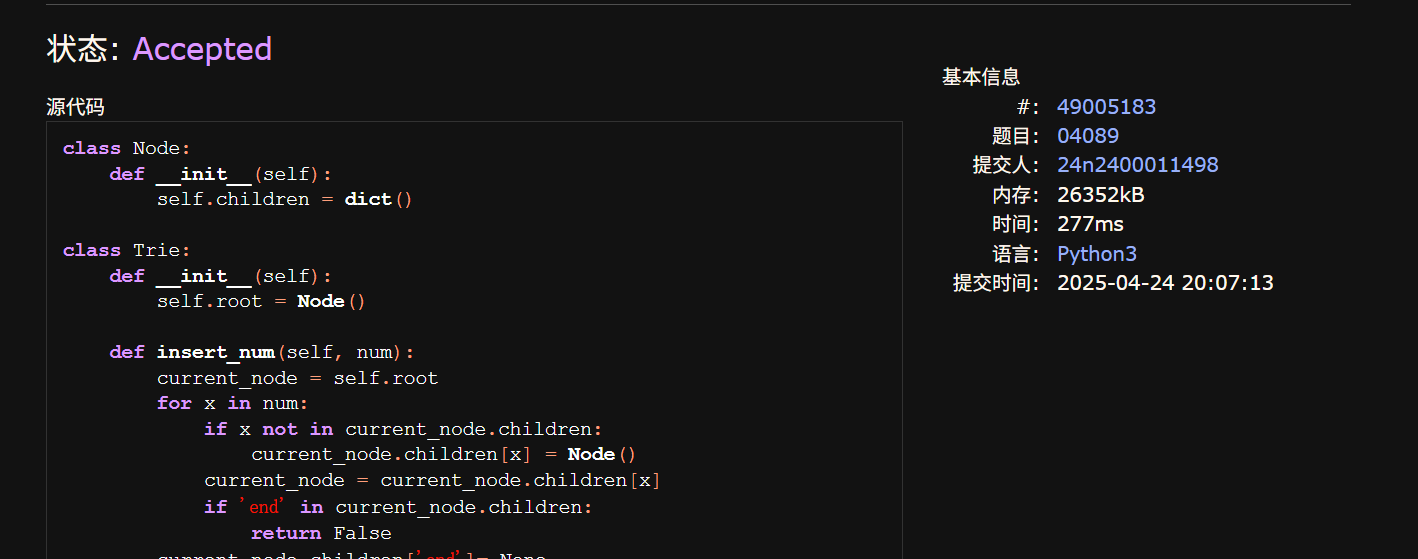 状态: Accepted
源代码
class Node:
    def __init__(self):
        self.children = dict()
class Trie:
    def __init__(self):
        self.root = Node()
    def insert_num(self, num):
        current_node = self.root
        for x in num:
            if x not in current_node.children:
                current_node.children[x] = Node()
            current_node = current_node.children[x]
            if 'end' in current_node.children:
                return False
        current_node.children['end']= None
基本信息
#: 49005183
题目: 04089
提交人: 24n2400011498
内存: 26352kB
时间: 277ms
语言: Python3
提交时间: 2025-04-24 20:07:13